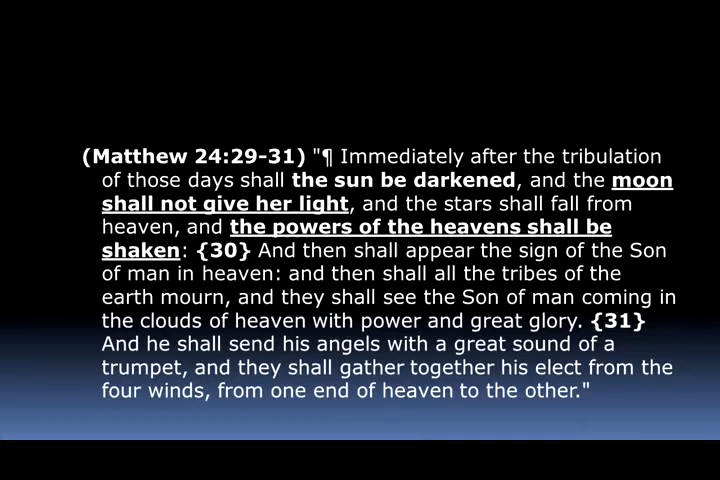 (Matthew 24:29-31) "¶ Immediately after the tribulation
of those days shall the sun be darkened, and the moon
shall not give her light, and the stars shall fall from
heaven, and the powers of the heavens shall be
shaken: {30} And then shall appear the sign of the Son
of man in heaven: and then shall all the tribes of the
earth mourn, and they shall see the Son of man coming in
the clouds of heaven with power and great glory. {31}
And he shall send his angels with a great sound of a
trumpet, and they shall gather together his elect from the
four winds, from one end of heaven to the other."